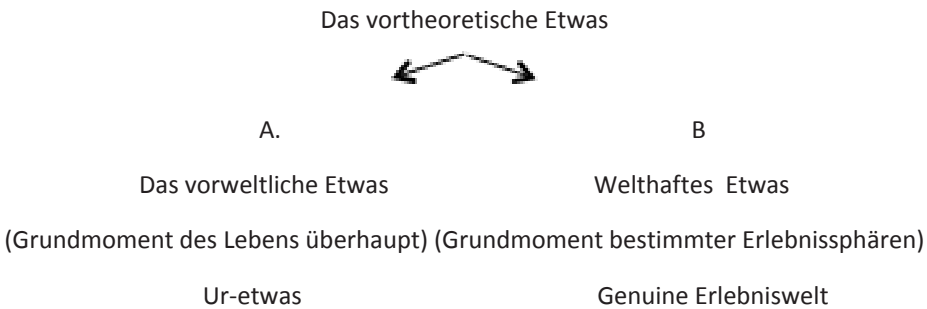 Das vortheoretische Etwas
A. B
Das vorweltliche Etwas Welthaftes Etwas
(Grundmoment des Lebens überhaupt) (Grundmoment bestimmter Erlebnissphären)
Ur-etwas Genuine Erlebniswelt